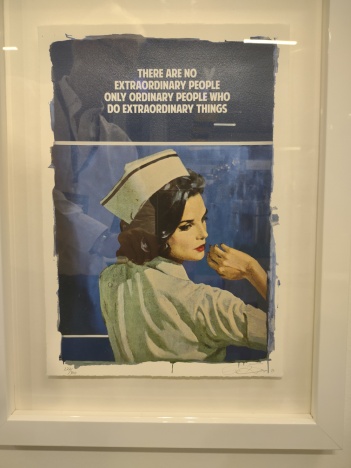 THERE ARE NO
EXTRAORDINARY PEOPLE
ONLY ORDINARY PEOPLE WHO
DO EXTRAORDINARY THINGS